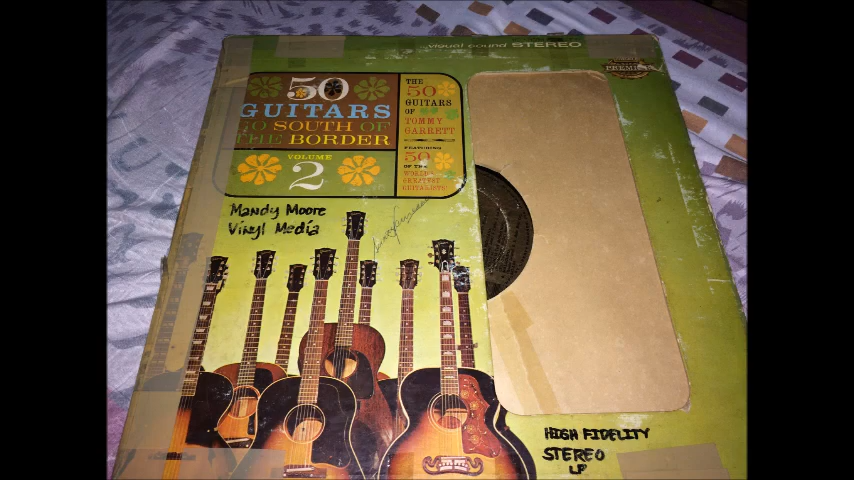 visual sound STEREO
PREMIER
50
GUITARS
GO SOUTH OF
THE BORDER
VOLUME
2
THE
50
GUITARS
OF
TOMMY
GARRETT
FEATURING
50
OF THE
WORLD'S
GREATEST
GUITARISTS
Mandy Moore
Vinyl Media
HIGH FIDELITY
STEREO
LP